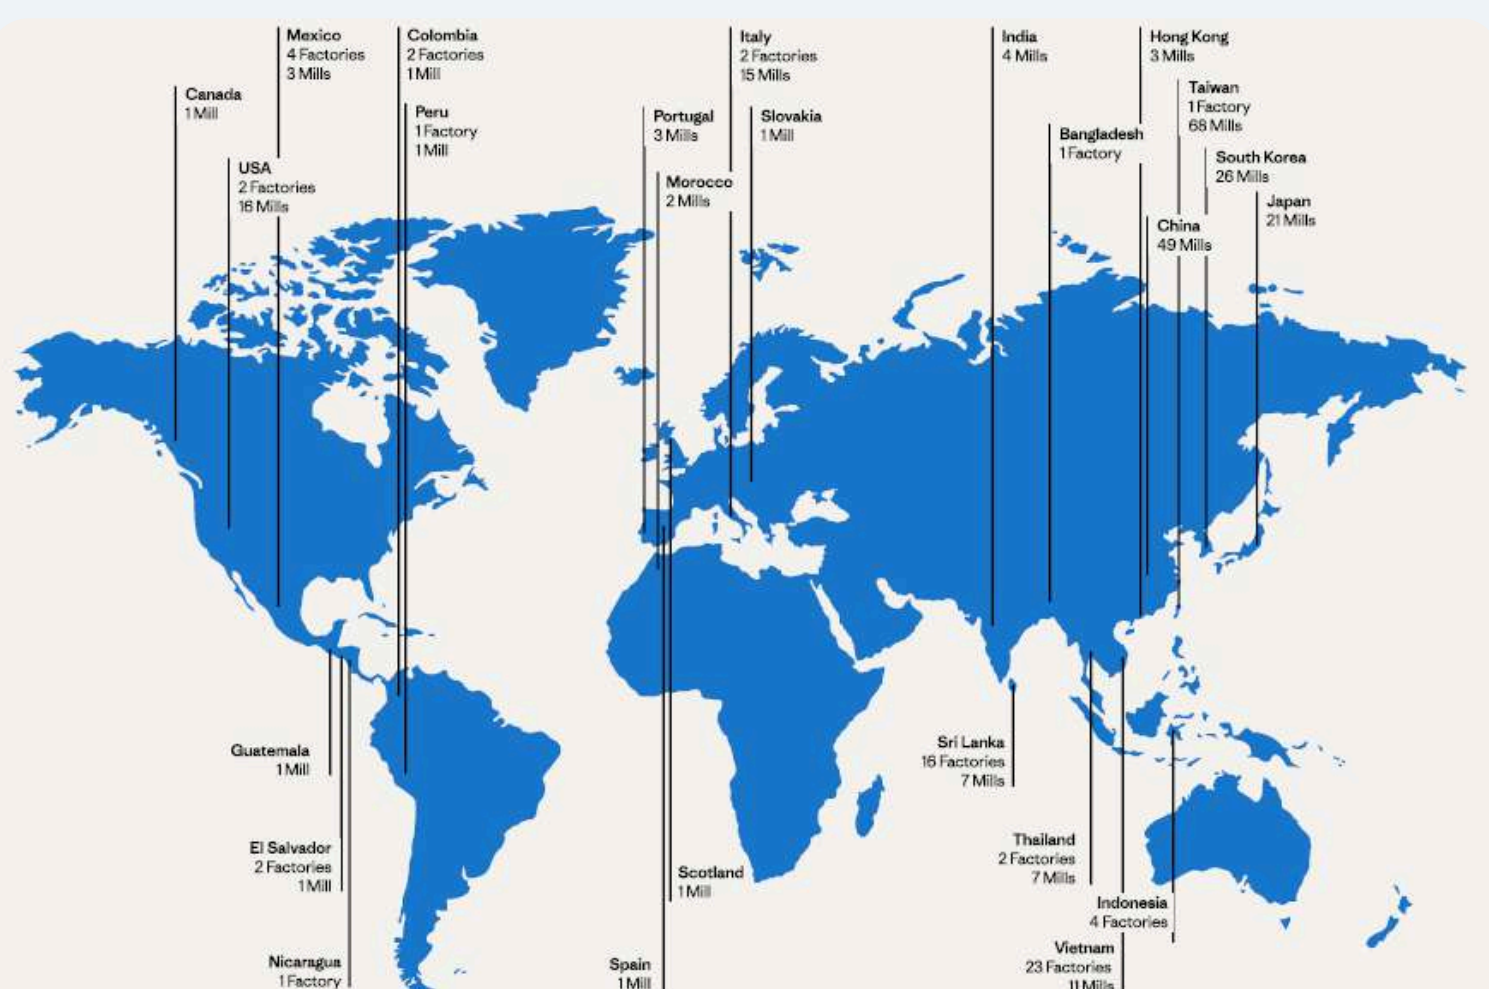 Mexico
4 Factories
3 Mills
Colombia
2 Factories
1 Mill
Italy
2 Factories
15 Mills
India
4 Mills
Hong Kong
3 Mills
Canada
1 Mill
Peru
1 Factory
1 Mill
Portugal
3 Mills
Slovakia
1 Mill
Taiwan
1 Factory
68 Mills
Bangladesh
1 Factory
USA
2 Factories
16 Mills
Morocco
2 Mills
South Korea
26 Mills
Japan
21 Mills
China
49 Mills
Guatemala
1 Mill
Sri Lanka
16 Factories
7 Mills
El Salvador
2 Factories
1 Mill
Thailand
2 Factories
7 Mills
Scotland
1 Mill
Indonesia
4 Factories
Nicaragua
1 Factory
Spain
1 Mill
Vietnam
23 Factories
11 Mills